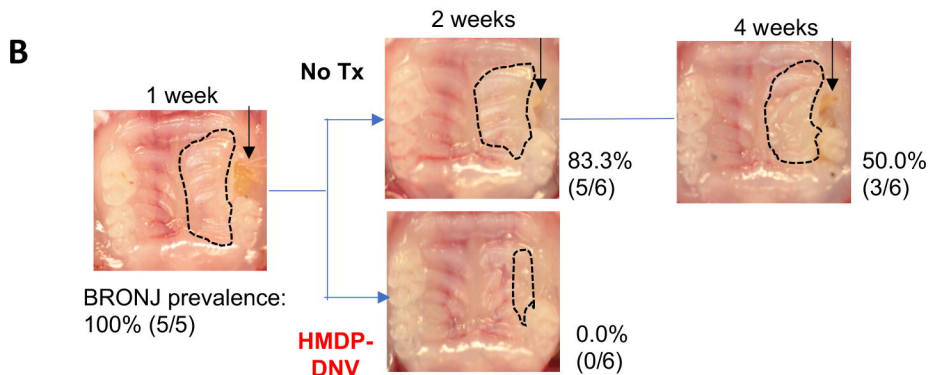 B
1 week
BRONJ prevalence:
100% (5/5)
No Tx
2 weeks
83.3%
(5/6)
4 weeks
50.0%
(3/6)
HMDP-
DNV
0.0%
(0/6)